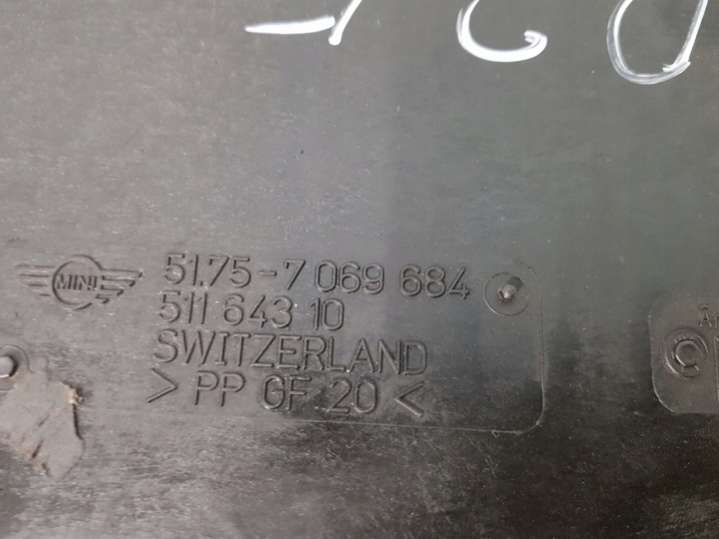 MINI
51.75-7 069 684
511 643 10
SWITZERLAND
> PP GF 20 <